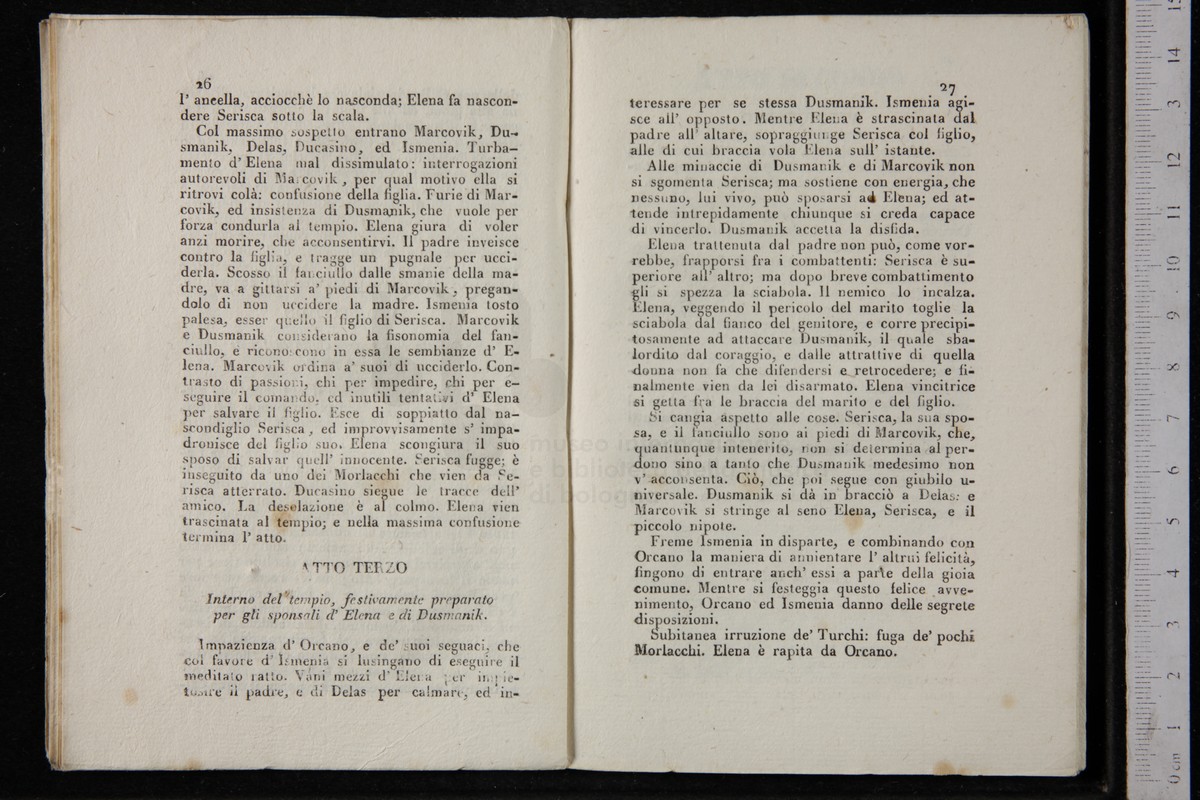 26
l' ancella, acciocchè lo nasconda; Elena fa nascon-
dere Serisca sotto la scala.
Col massimo sospetto entrano Marcovik, Du-
smanik, Delas, Ducasino, ed Ismenia. Turba-
mento d' Elena mal dissimulato: interrogazioni
autorevoli di Marcovik, per qual motivo ella si
ritrovi colà: confusione della figlia. Furie di Mar-
covik, ed insistenza di Dusmanik, che vuole per
forza condurla al tempio. Elena giura di voler
anzi morire, che acconsentirvi. Il padre inveisce
contro la figlia, e tragge un pugnale per ucci-
derla. Scosso il fanciullo dalle smanie della ma-
dre, va a gittarsi a' piedi di Marcovik, pregan-
dolo di non uccidere la madre. Ismenia tosto
palesa, esser quello il figlio di Serisca. Marcovik
e Dusmanik considerano la fisonomia del fan-
ciullo, e riconoscono in essa le sembianze d' E-
lena. Marcovik ordina a' suoi di ucciderlo. Con-
trasto di passioni, chi per impedire, chi per e-
seguire il comando, ed inutili tentativi d' Elena
per salvare il figlio. Esce di soppiatto dal na-
scondiglio Serisca, ed improvvisamente s' impa-
dronisce del figlio suo. Elena scongiura il suo
sposo di salvar quell' innocente. Serisca fugge; è
inseguito da uno dei Morlacchi che vien da Se-
risca atterrato. Ducasino siegue le tracce dell'
amico. La desolazione è al colmo. Elena vien
trascinata al tempio; e nella massima confusione
termina l' atto.
ATTO TERZO
Interno del tempio, festivamente preparato
per gli sponsali d' Elena e di Dusmanik.
Impazienza d' Orcano, e de' suoi seguaci, che
col favore d' Ismenia si lusingano di eseguire il
meditato ratto. Vani mezzi d' Elena per impie-
tosire il padre, e di Delas per calmare, ed in-
27
teressare per se stessa Dusmanik. Ismenia agi-
sce all' opposto. Mentre Elena è strascinata dal
padre all' altare, sopraggiunge Serisca col figlio,
alle di cui braccia vola Elena sull' istante.
Alle minaccie di Dusmanik e di Marcovik non
si sgomenta Serisca; ma sostiene con energia, che
nessuno, lui vivo, può sposarsi ad Elena; ed at-
tende intrepidamente chiunque si creda capace
di vincerlo. Dusmanik accetta la disfida.
Elena trattenuta dal padre non può, come vor-
rebbe, frapporsi fra i combattenti: Serisca è su-
periore all' altro; ma dopo breve combattimento
gli si spezza la sciabola. Il nemico lo incalza.
Elena, veggendo il pericolo del marito toglie la
sciabola dal fianco del genitore, e corre precipi-
tosamente ad attaccare Dusmanik, il quale sba-
lordito dal coraggio, e dalle attrattive di quella
donna non fa che difendersi e retrocedere; e fi-
nalmente vien da lei disarmato. Elena vincitrice
si getta fra le braccia del marito e del figlio.
Si cangia aspetto alle cose. Serisca, la sua spo-
sa, e il fanciullo sono ai piedi di Marcovik, che,
quantunque intenerito, non si determina al per-
dono sino a tanto che Dusmanik medesimo non
v' acconsenta. Ciò, che poi segue con giubilo u-
niversale. Dusmanik si dà in braccio a Delas: e
Marcovik si stringe al seno Elena, Serisca, e il
piccolo nipote.
Freme Ismenia in disparte, e combinando con
Orcano la maniera di annientare l' altrui felicità,
fingono di entrare anch' essi a parte della gioia
comune. Mentre si festeggia questo felice avve-
nimento, Orcano ed Ismenia danno delle segrete
disposizioni.
Subitanea irruzione de' Turchi: fuga de' pochi
Morlacchi. Elena è rapita da Orcano.
museo in
e bibliot
di bolog
0 cm 1 2 3 4 5 6 7 8 9 10 11 12 13 14 15